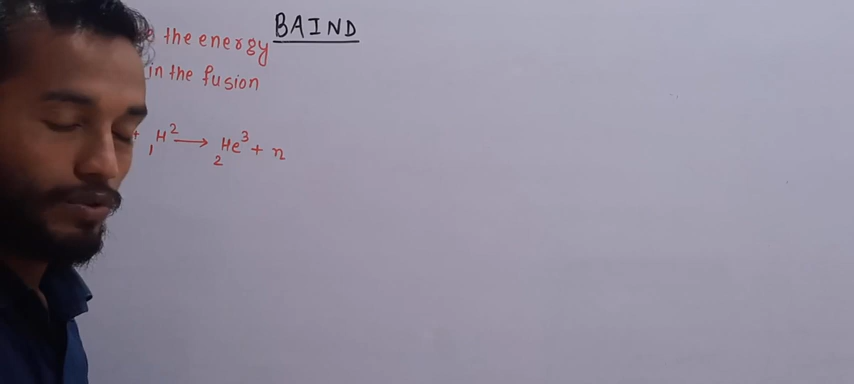 BAIND
the energy
in the fusion
+ ₁H² ⟶ ₂He³ + n